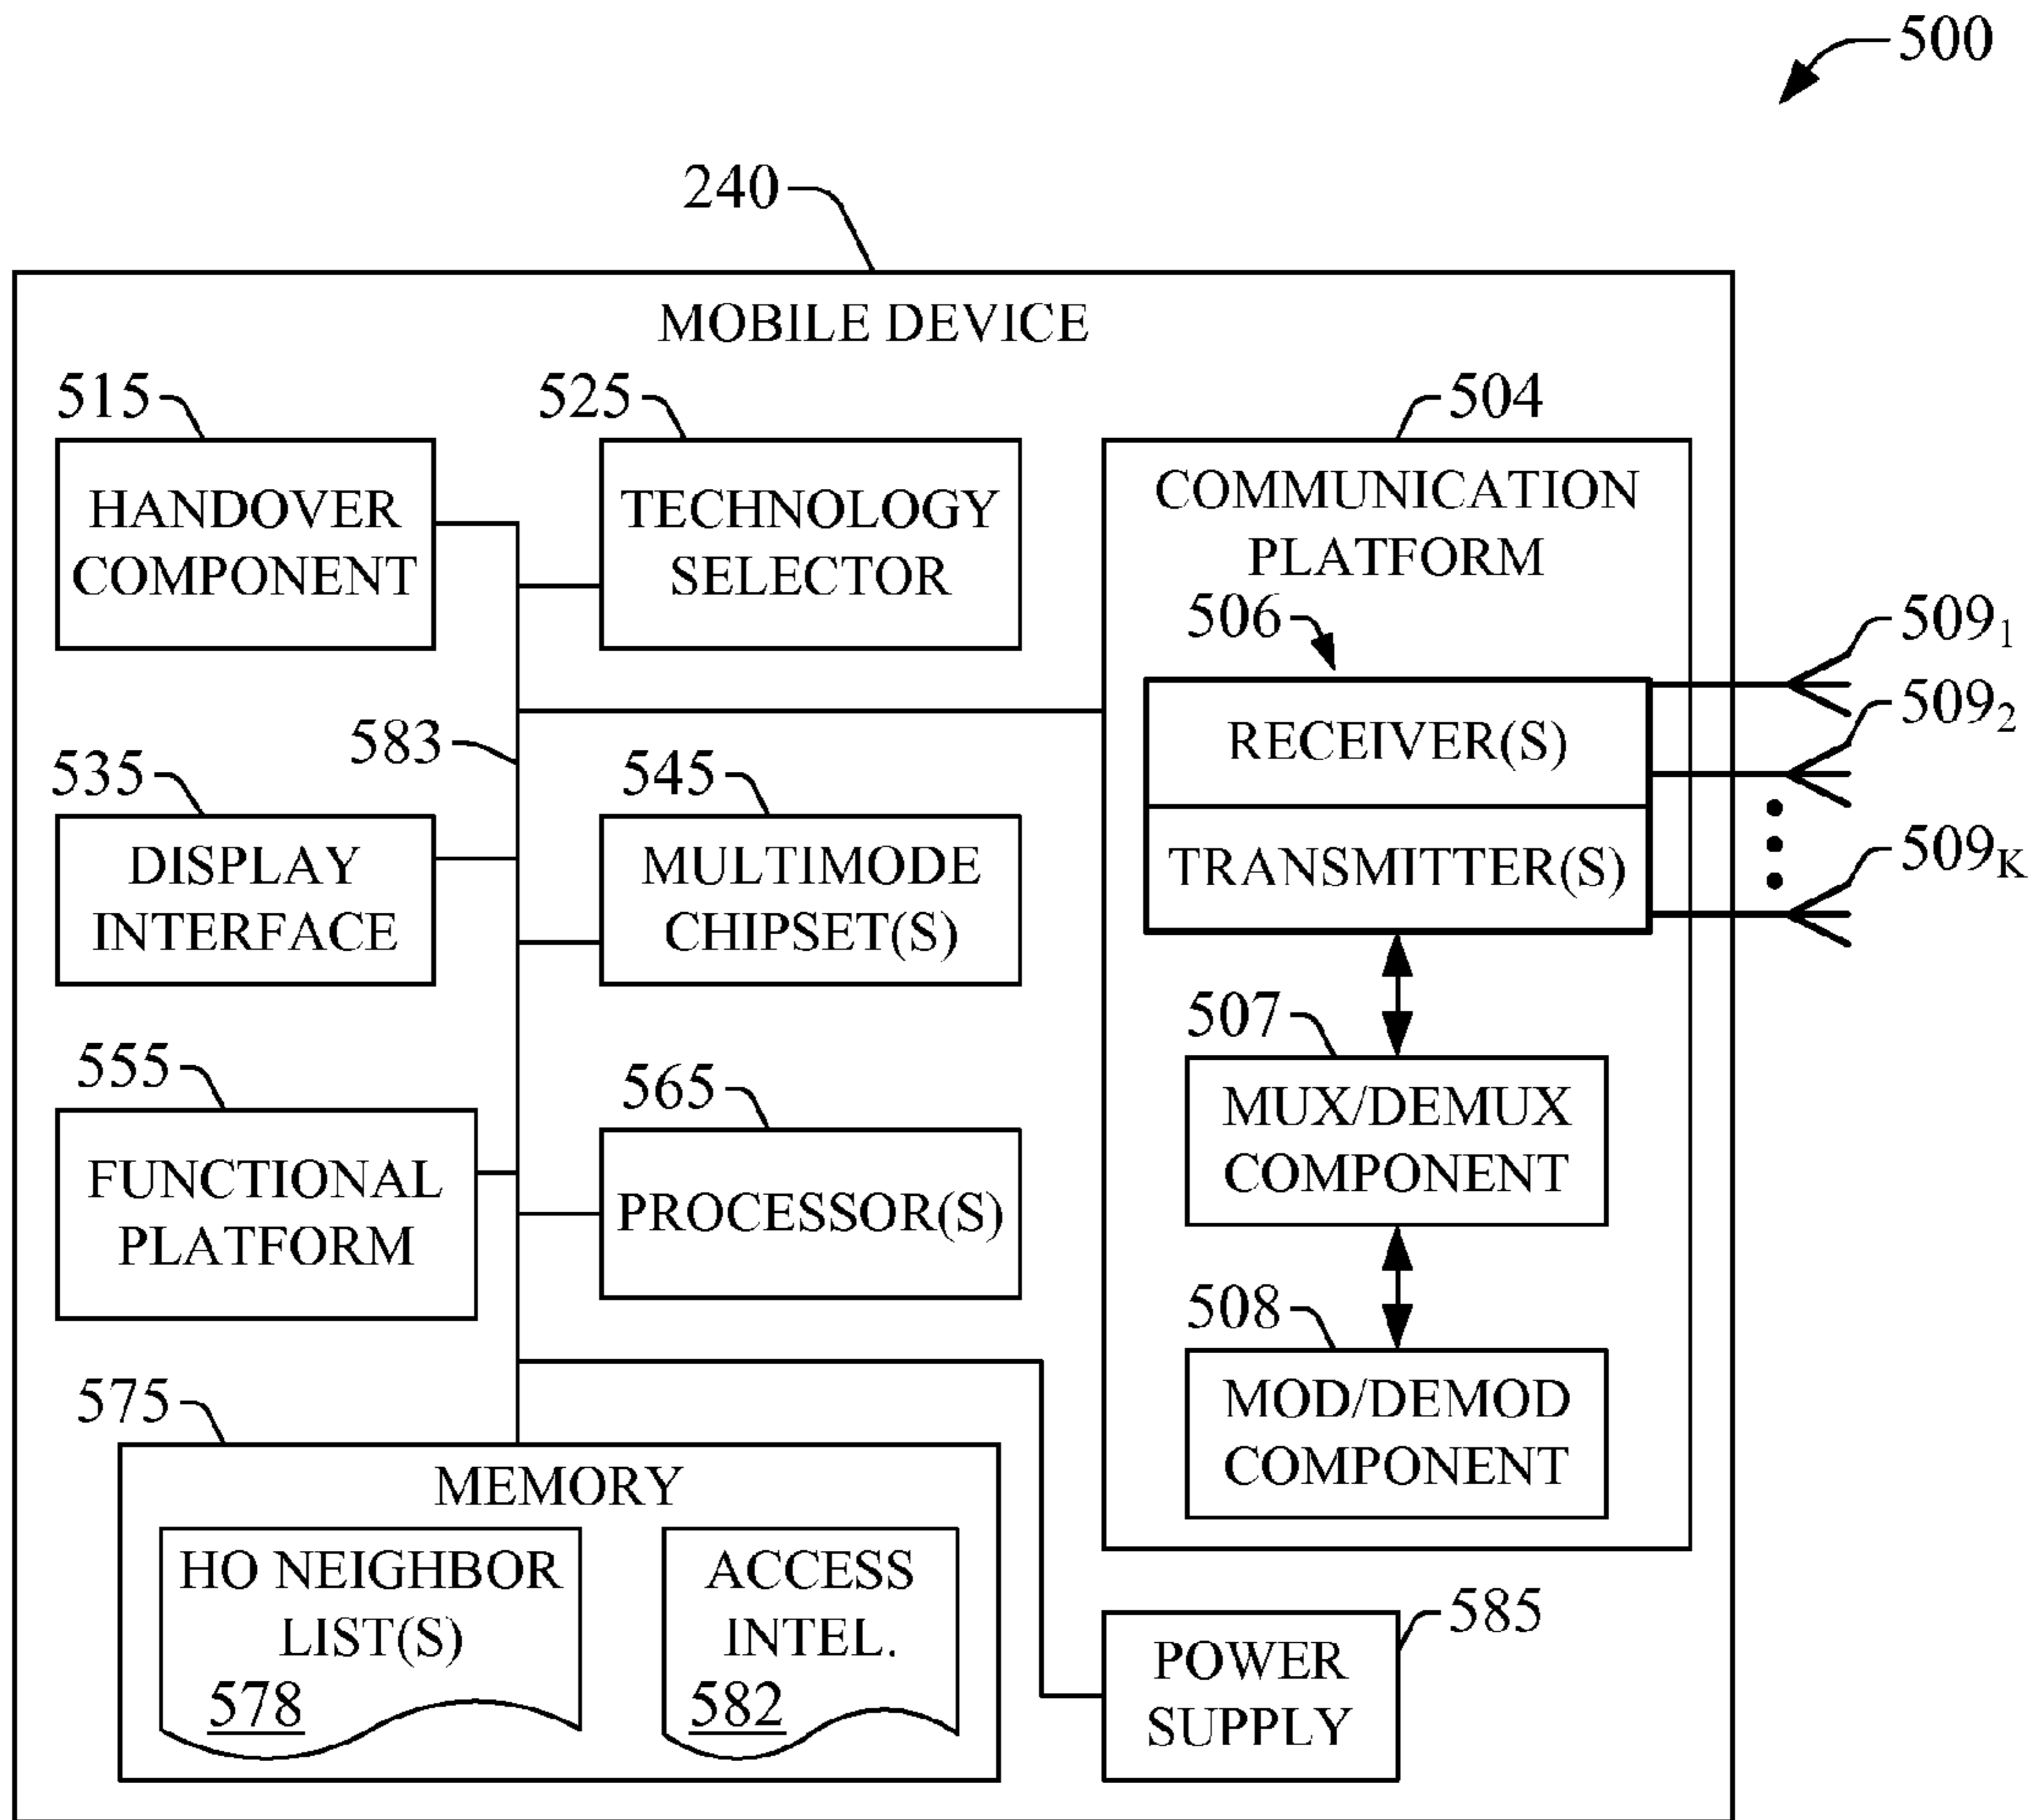 500
240
MOBILE DEVICE
515
HANDOVER
COMPONENT
525
TECHNOLOGY
SELECTOR
504
COMMUNICATION
PLATFORM
506
RECEIVER(S)
TRANSMITTER(S)
509₁
509₂
509ₖ
583
535
DISPLAY
INTERFACE
545
MULTIMODE
CHIPSET(S)
507
MUX/DEMUX
COMPONENT
555
FUNCTIONAL
PLATFORM
565
PROCESSOR(S)
508
MOD/DEMOD
COMPONENT
575
MEMORY
HO NEIGHBOR
LIST(S)
578
ACCESS
INTEL.
582
585
POWER
SUPPLY